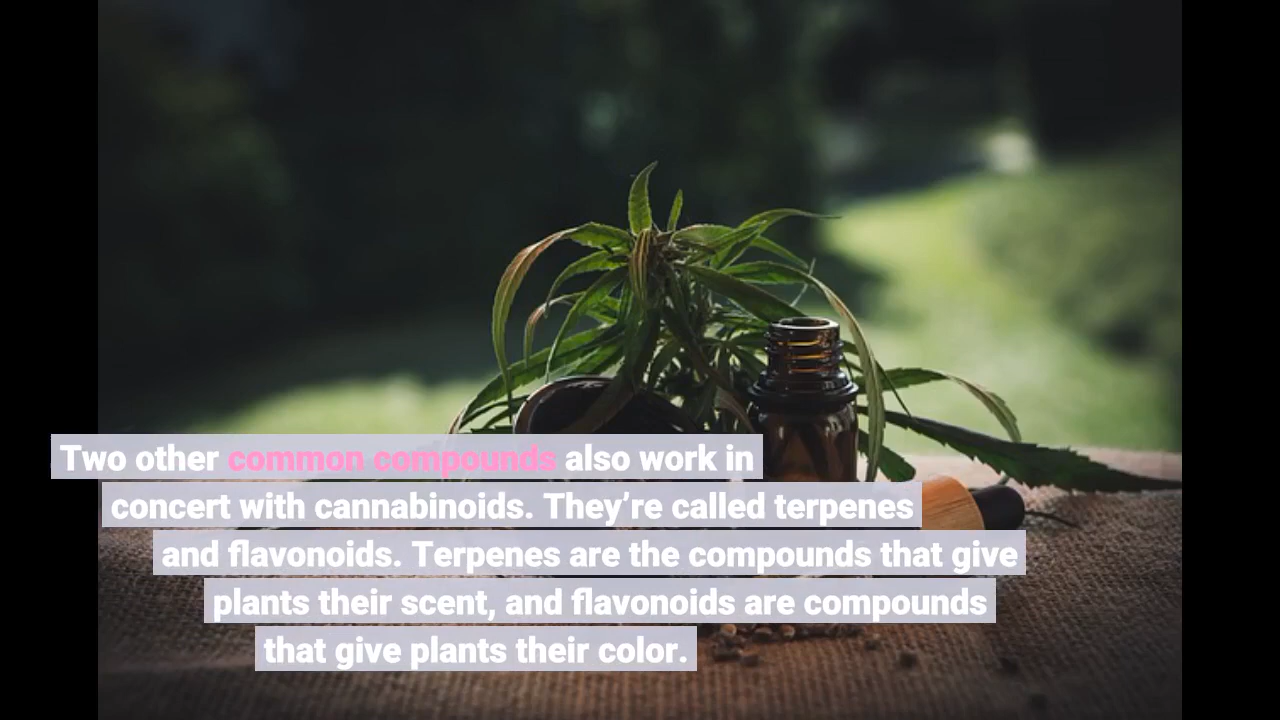 Two other common compounds also work in
concert with cannabinoids. They’re called terpenes
and flavonoids. Terpenes are the compounds that give
plants their scent, and flavonoids are compounds
that give plants their color.